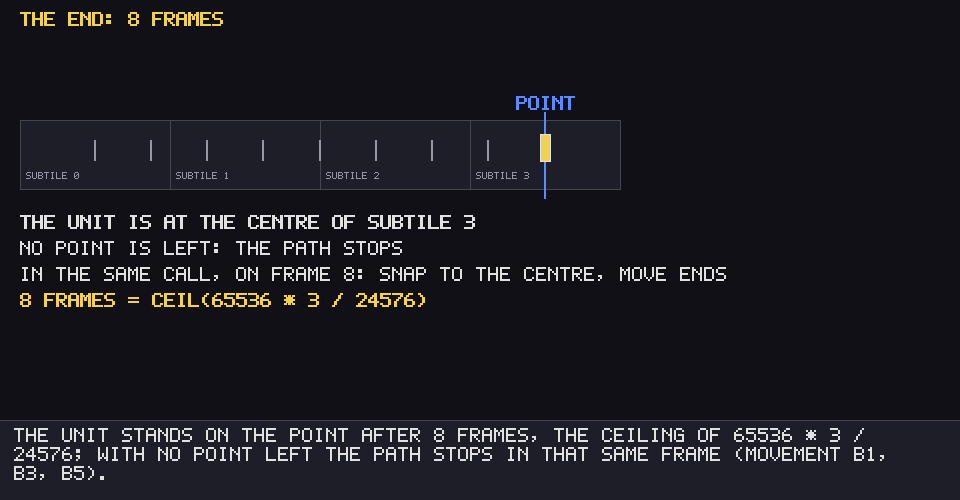 THE END: 8 FRAMES
POINT
SUBTILE 0
SUBTILE 1
SUBTILE 2
SUBTILE 3
THE UNIT IS AT THE CENTRE OF SUBTILE 3
NO POINT IS LEFT: THE PATH STOPS
IN THE SAME CALL, ON FRAME 8: SNAP TO THE CENTRE, MOVE ENDS
8 FRAMES = CEIL(65536 * 3 / 24576)
THE UNIT STANDS ON THE POINT AFTER 8 FRAMES, THE CEILING OF 65536 * 3 /
24576; WITH NO POINT LEFT THE PATH STOPS IN THAT SAME FRAME (MOVEMENT B1,
B3, B5).